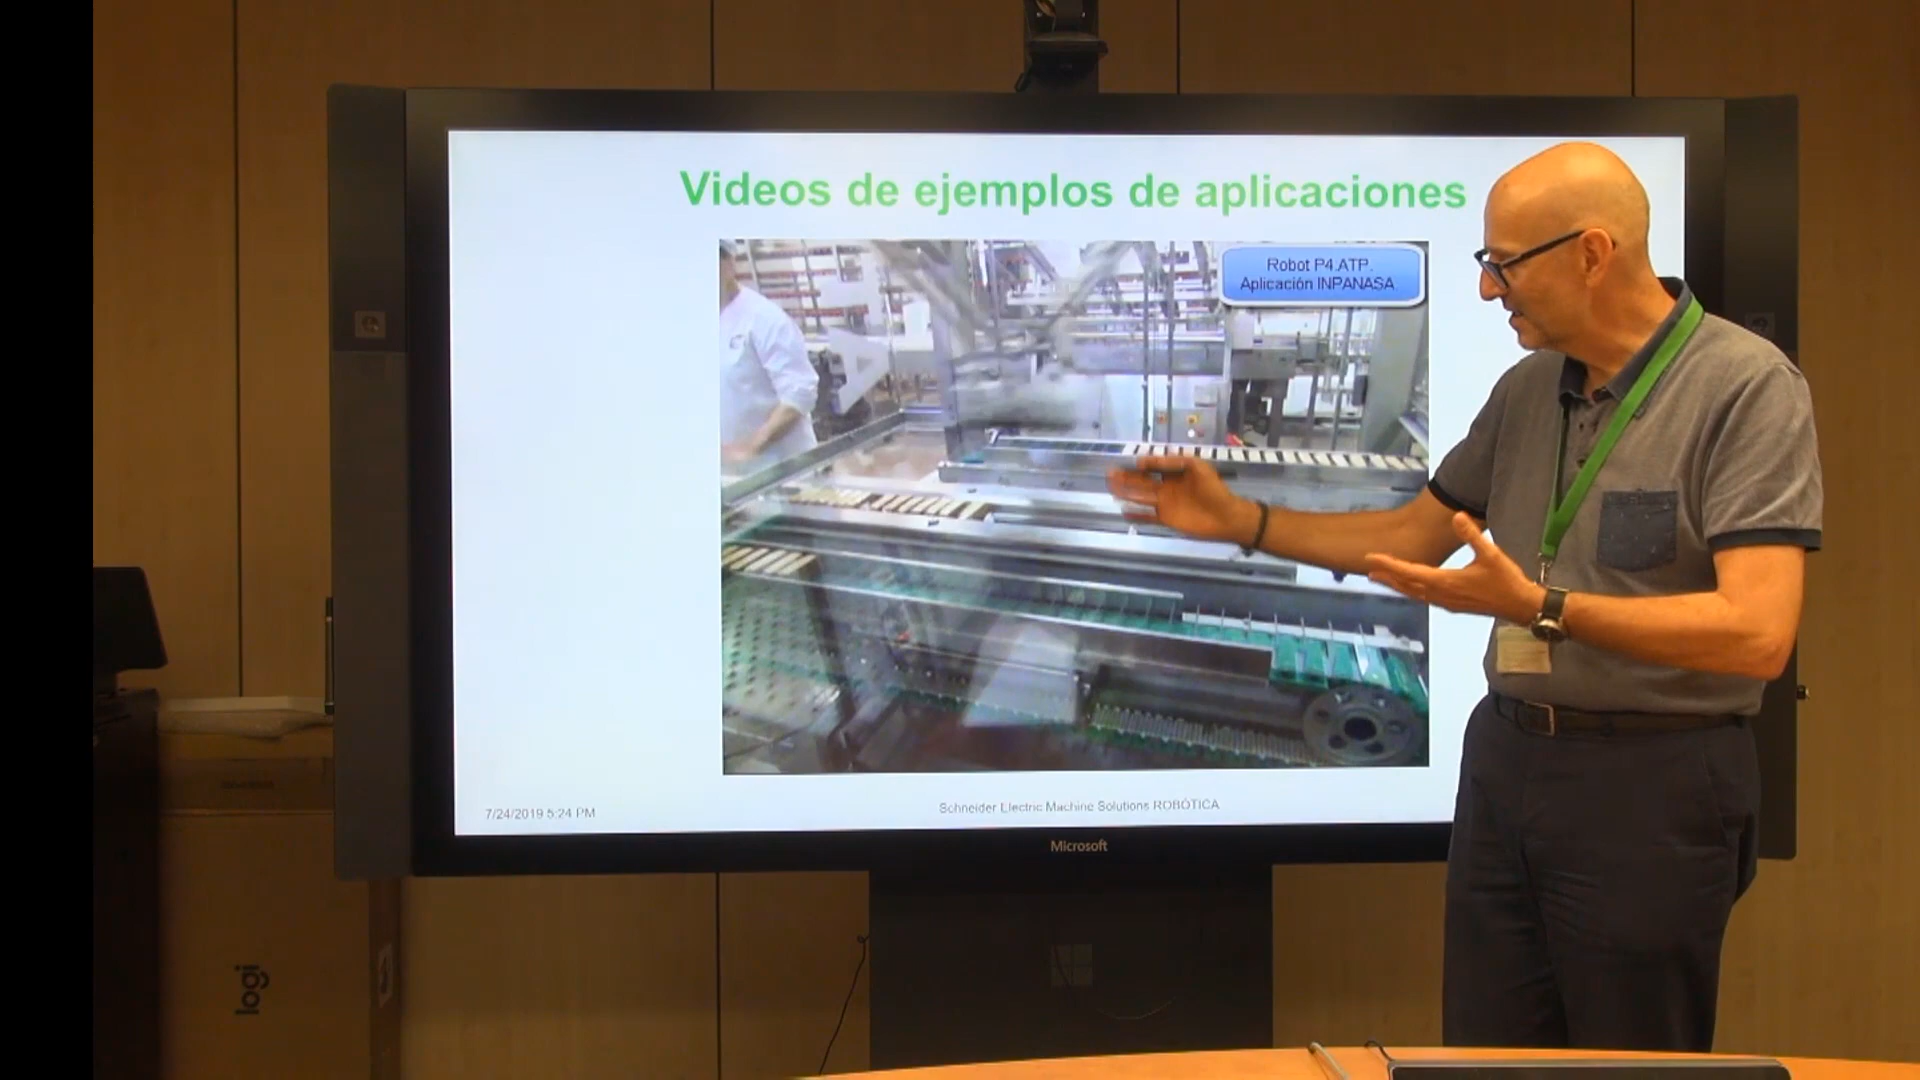 Videos de ejemplos de aplicaciones
Robot P4.ATP.
Aplicación INPANASA.
7/24/2019 5:24 PM
Schneider Electric Machine Solutions ROBÓTICA
Microsoft
logi